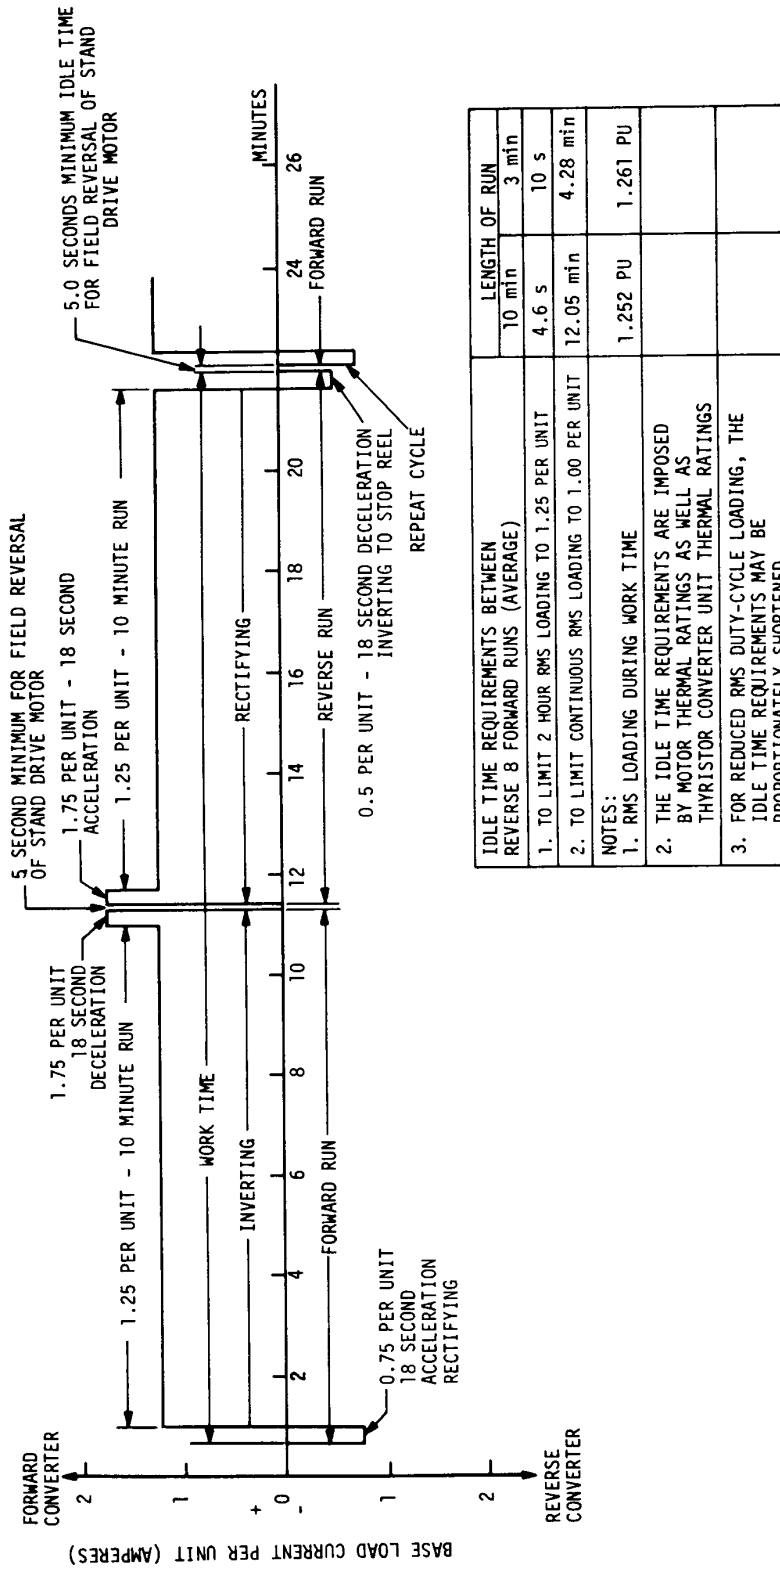 FORWARD
CONVERTER
BASE LOAD CURRENT PER UNIT (AMPERES)
2
1
+
0
-
1
2
REVERSE
CONVERTER
1.25 PER UNIT - 10 MINUTE RUN
1.75 PER UNIT
18 SECOND
DECELERATION
5 SECOND MINIMUM FOR FIELD REVERSAL
OF STAND DRIVE MOTOR
1.75 PER UNIT - 18 SECOND
ACCELERATION
1.25 PER UNIT - 10 MINUTE RUN
5.0 SECONDS MINIMUM IDLE TIME
FOR FIELD REVERSAL OF STAND
DRIVE MOTOR
WORK TIME
INVERTING
RECTIFYING
MINUTES
2
4
6
8
10
12
14
16
18
20
24
26
FORWARD RUN
REVERSE RUN
FORWARD RUN
0.75 PER UNIT
18 SECOND
ACCELERATION
RECTIFYING
0.5 PER UNIT - 18 SECOND DECELERATION
INVERTING TO STOP REEL
REPEAT CYCLE
IDLE TIME REQUIREMENTS BETWEEN
REVERSE 8 FORWARD RUNS (AVERAGE)
LENGTH OF RUN
10 min 3 min
1. TO LIMIT 2 HOUR RMS LOADING TO 1.25 PER UNIT 4.6 s 10 s
2. TO LIMIT CONTINUOUS RMS LOADING TO 1.00 PER UNIT 12.05 min 4.28 min
NOTES:
1. RMS LOADING DURING WORK TIME 1.252 PU 1.261 PU
2. THE IDLE TIME REQUIREMENTS ARE IMPOSED
BY MOTOR THERMAL RATINGS AS WELL AS
THYRISTOR CONVERTER UNIT THERMAL RATINGS
3. FOR REDUCED RMS DUTY-CYCLE LOADING, THE
IDLE TIME REQUIREMENTS MAY BE
PROPORTIONATELY SHORTENED